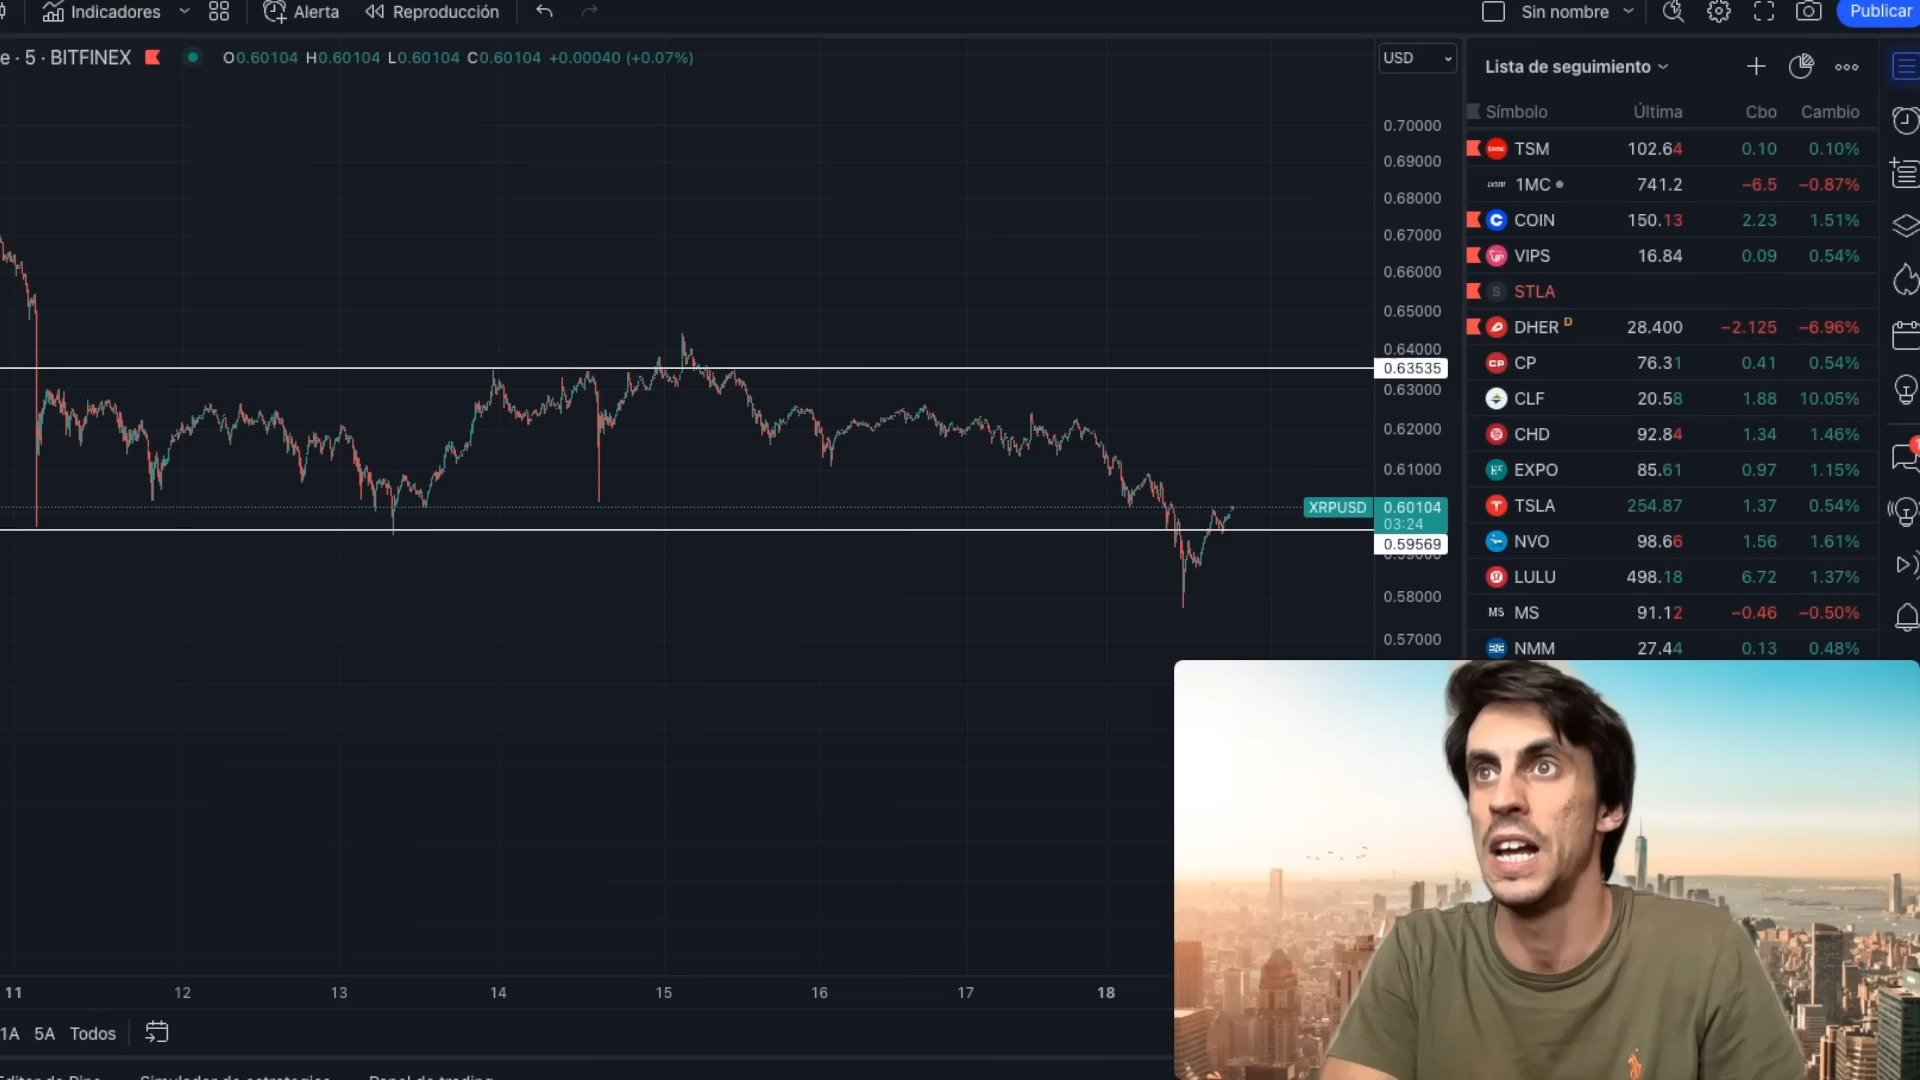 Indicadores Alerta Reproducción Sin nombre Publicar
e · 5 · BITFINEX O0.60104 H0.60104 L0.60104 C0.60104 +0.00040 (+0.07%)
USD
0.70000
0.69000
0.68000
0.67000
0.66000
0.65000
0.64000
0.63535
0.63000
0.62000
0.61000
XRPUSD 0.60104
03:24
0.59569
0.58000
0.57000
Lista de seguimiento
Símbolo Última Cbo Cambio
TSM 102.64 0.10 0.10%
1MC 741.2 −6.5 −0.87%
COIN 150.13 2.23 1.51%
VIPS 16.84 0.09 0.54%
S STLA
DHER D 28.400 −2.125 −6.96%
CP CP 76.31 0.41 0.54%
CLF 20.58 1.88 10.05%
CHD 92.84 1.34 1.46%
EXPO 85.61 0.97 1.15%
TSLA 254.87 1.37 0.54%
NVO 98.66 1.56 1.61%
LULU 498.18 6.72 1.37%
MS MS 91.12 −0.46 −0.50%
NMM 27.44 0.13 0.48%
11 12 13 14 15 16 17 18
1A 5A Todos